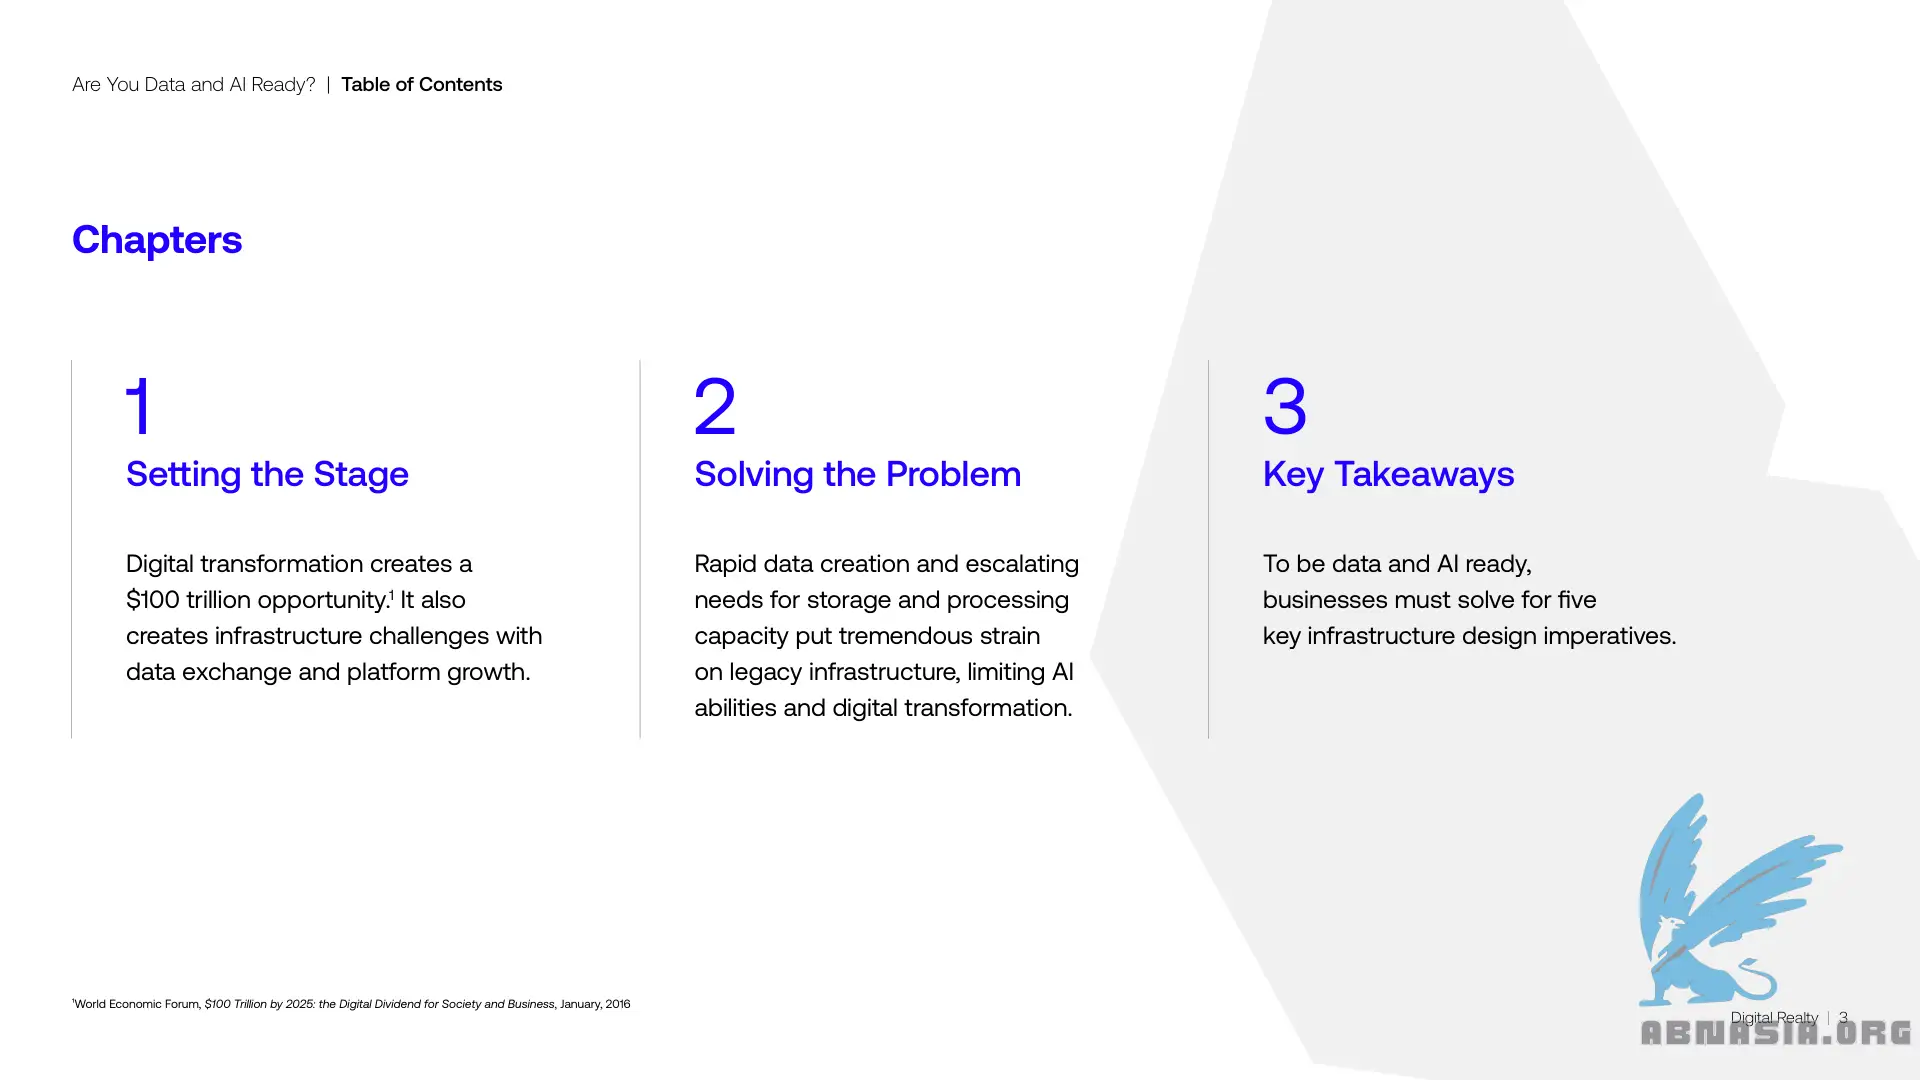 Are You Data and AI Ready? | Table of Contents
Chapters
1
Setting the Stage
Digital transformation creates a
$100 trillion opportunity.¹ It also
creates infrastructure challenges with
data exchange and platform growth.
2
Solving the Problem
Rapid data creation and escalating
needs for storage and processing
capacity put tremendous strain
on legacy infrastructure, limiting AI
abilities and digital transformation.
3
Key Takeaways
To be data and AI ready,
businesses must solve for five
key infrastructure design imperatives.
¹World Economic Forum, $100 Trillion by 2025: the Digital Dividend for Society and Business, January, 2016
Digital Realty | 3
ABNASIA.ORG